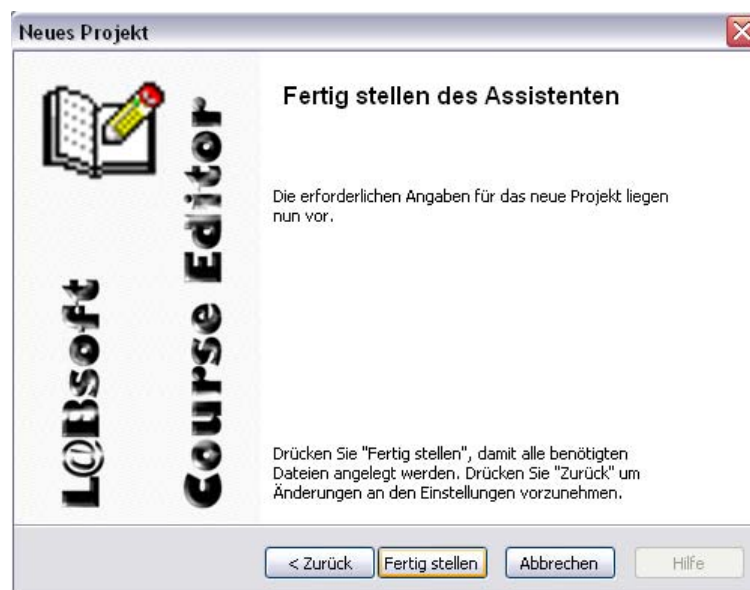 Neues Projekt
L@Bsoft
Course Editor
Fertig stellen des Assistenten
Die erforderlichen Angaben für das neue Projekt liegen
nun vor.
Drücken Sie "Fertig stellen", damit alle benötigten
Dateien angelegt werden. Drücken Sie "Zurück" um
Änderungen an den Einstellungen vorzunehmen.
< Zurück Fertig stellen Abbrechen Hilfe